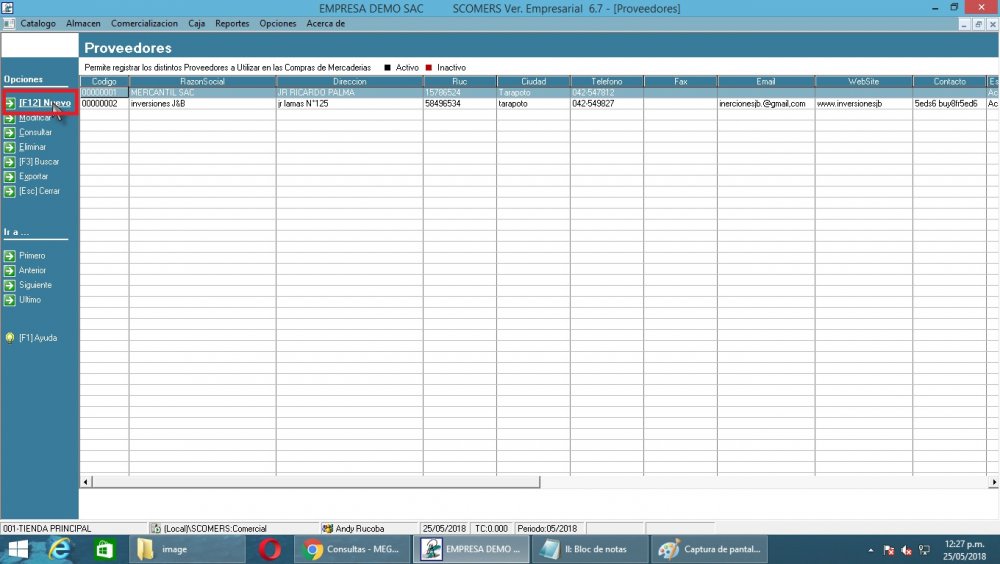 EMPRESA DEMO SAC SCOMERS Ver. Empresarial 6.7 - [Proveedores]
Catalogo Almacen Comercializacion Caja Reportes Opciones Acerca de
Proveedores
Opciones
Permite registrar los distintos Proveedores a Utilizar en las Compras de Mercaderias Activo Inactivo
Codigo RazonSocial Direccion Ruc Ciudad Telefono Fax Email WebSite Contacto Es
00000001 MERCANTIL SAC JR RICARDO PALMA 15786524 Tarapoto 042-547812 Ac
00000002 inversiones J&B jr lamas N°125 58496534 tarapoto 042-549827 inercionesjb.@gmail.com www.inversionesjb 5eds6 buy8fr5ed6 Ac
[F12] Nuevo
Modificar
Consultar
Eliminar
[F3] Buscar
Exportar
[Esc] Cerrar
Ir a ...
Primero
Anterior
Siguiente
Ultimo
[F1] Ayuda
001-TIENDA PRINCIPAL (Local)\SCOMERS:Comercial Andy Rucoba 25/05/2018 TC:0.000 Periodo:05/2018
image Consultas - MEG... EMPRESA DEMO ... II: Bloc de notas Captura de pantal... 12:27 p.m.
25/05/2018